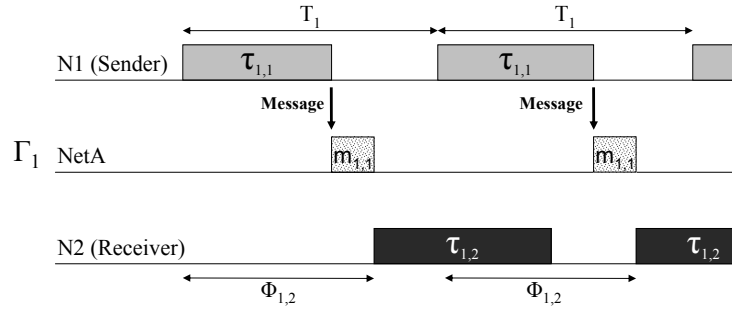 T₁ T₁
N1 (Sender) τ₁,₁ τ₁,₁
Message Message
Γ₁ NetA m₁,₁ m₁,₁
N2 (Receiver) τ₁,₂ τ₁,₂
Φ₁,₂ Φ₁,₂